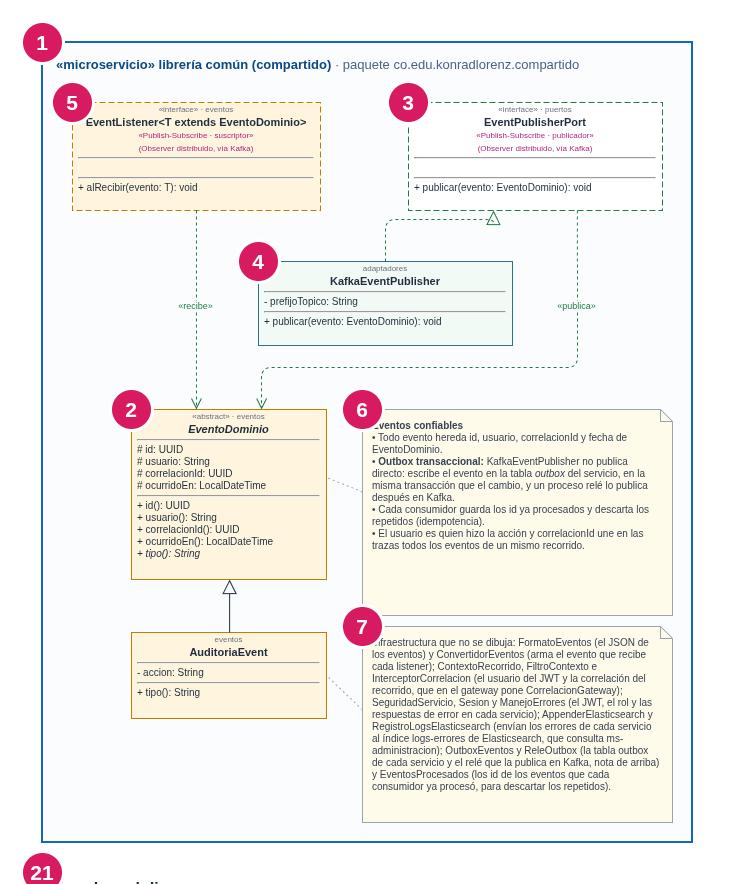 1
«microservicio» librería común (compartido) · paquete co.edu.konradlorenz.compartido
5
«interface» · eventos
EventListener<T extends EventoDominio>
«Publish-Subscribe · suscriptor»
(Observer distribuido, vía Kafka)
+ alRecibir(evento: T): void
3
«interface» · puertos
EventPublisherPort
«Publish-Subscribe · publicador»
(Observer distribuido, vía Kafka)
+ publicar(evento: EventoDominio): void
4
adaptadores
KafkaEventPublisher
- prefijoTopico: String
+ publicar(evento: EventoDominio): void
«recibe»
«publica»
2
«abstract» · eventos
EventoDominio
# id: UUID
# usuario: String
# correlacionId: UUID
# ocurridoEn: LocalDateTime
+ id(): UUID
+ usuario(): String
+ correlacionId(): UUID
+ ocurridoEn(): LocalDateTime
+ tipo(): String
6
Eventos confiables
• Todo evento hereda id, usuario, correlacionId y fecha de
EventoDominio.
• Outbox transaccional: KafkaEventPublisher no publica
directo: escribe el evento en la tabla outbox del servicio, en la
misma transacción que el cambio, y un proceso relé lo publica
después en Kafka.
• Cada consumidor guarda los id ya procesados y descarta los
repetidos (idempotencia).
• El usuario es quien hizo la acción y correlacionId une en las
trazas todos los eventos de un mismo recorrido.
eventos
AuditoriaEvent
- accion: String
+ tipo(): String
7
Infraestructura que no se dibuja: FormatoEventos (el JSON de
los eventos) y ConvertidorEventos (arma el evento que recibe
cada listener); ContextoRecorrido, FiltroContexto e
InterceptorCorrelacion (el usuario del JWT y la correlación del
recorrido, que en el gateway pone CorrelacionGateway);
SeguridadServicio, Sesion y ManejoErrores (el JWT, el rol y las
respuestas de error en cada servicio); AppenderElasticsearch y
RegistroLogsElasticsearch (envían los errores de cada servicio
al índice logs-errores de Elasticsearch, que consulta ms-
administracion); OutboxEventos y ReleOutbox (la tabla outbox
de cada servicio y el relé que la publica en Kafka, nota de arriba)
y EventosProcesados (los id de los eventos que cada
consumidor ya procesó, para descartar los repetidos).
21